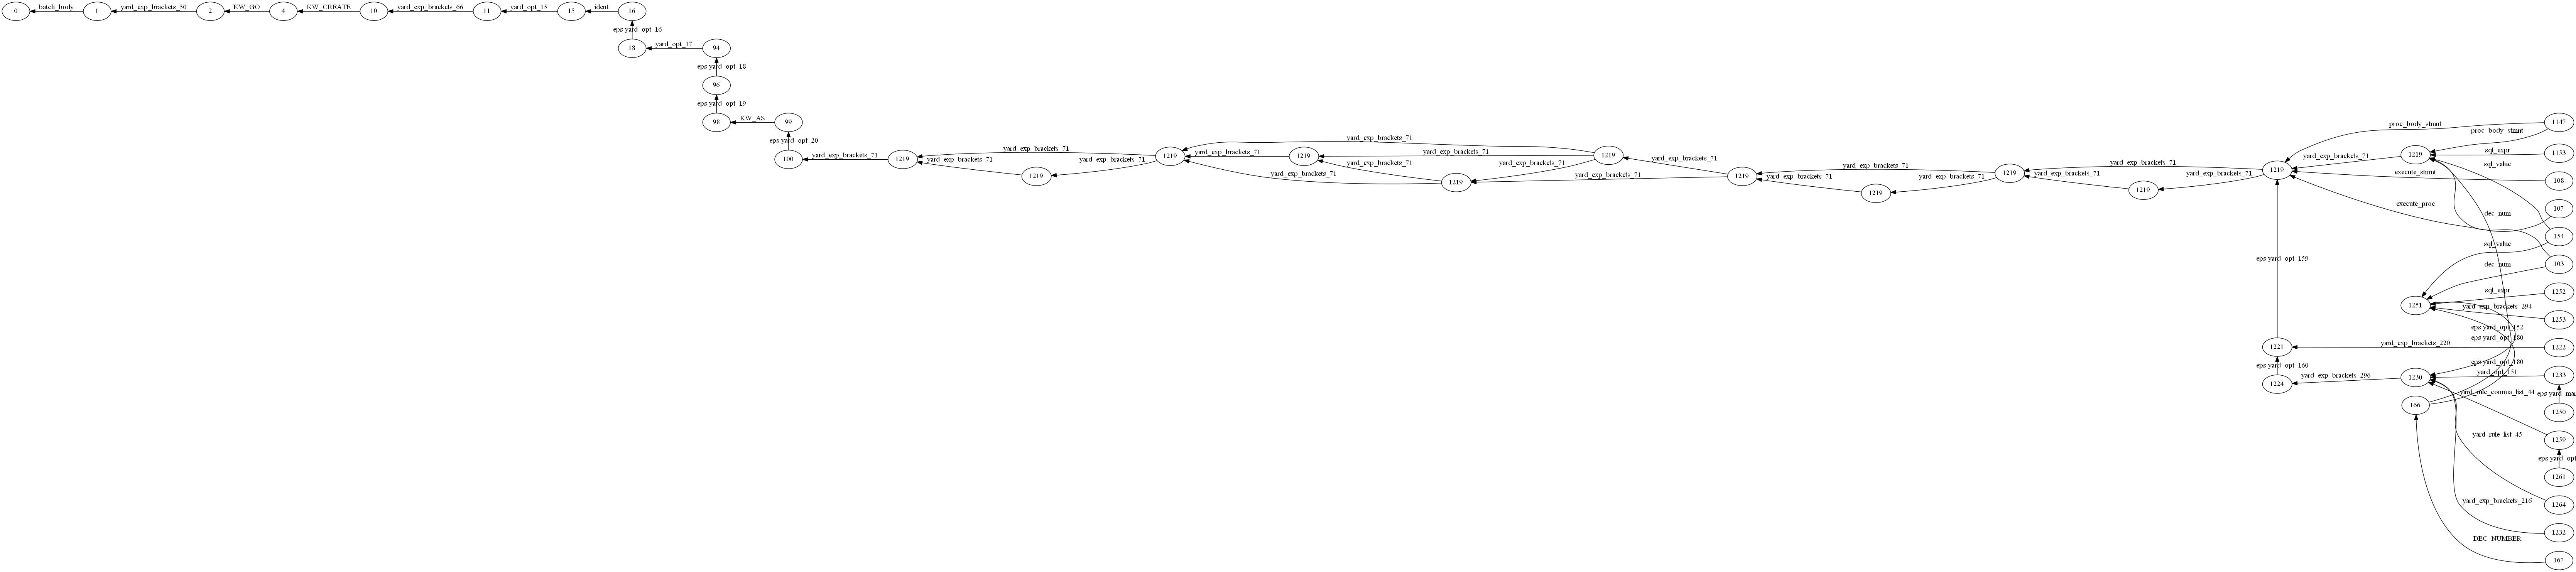 0 batch_body 1 yard_exp_brackets_50 2 KW_GO 4 KW_CREATE 10 yard_exp_brackets_66 11 yard_opt_15 15 ident 16
eps yard_opt_16
18 yard_opt_17 94
eps yard_opt_18
96
eps yard_opt_19
98 KW_AS 99
eps yard_opt_20
100 yard_exp_brackets_71 1219
yard_exp_brackets_71
yard_exp_brackets_71
1219
yard_exp_brackets_71
1219
yard_exp_brackets_71
yard_exp_brackets_71
1219
yard_exp_brackets_71
yard_exp_brackets_71
yard_exp_brackets_71
yard_exp_brackets_71
1219
1219
yard_exp_brackets_71
yard_exp_brackets_71
1219
yard_exp_brackets_71
yard_exp_brackets_71
1219
yard_exp_brackets_71
1219
yard_exp_brackets_71
yard_exp_brackets_71
1219
yard_exp_brackets_71
1219
yard_exp_brackets_71
1219
proc_body_stmnt
1147
proc_body_stmnt
sql_expr
1153
sql_value
execute_stmnt
108
execute_proc
107
dec_num
154
sql_value
eps yard_opt_159
dec_num
103
sql_expr
1252
1251
yard_exp_brackets_294
1253
eps yard_opt_152
eps yard_opt_180
1221
yard_exp_brackets_220
1222
eps yard_opt_160
eps yard_opt_180
yard_opt_151
1233
1224
yard_exp_brackets_296
1230
yard_rule_comma_list_44
1250
166
1259
yard_rule_list_45
1261
yard_exp_brackets_216
1264
1232
DEC_NUMBER
167